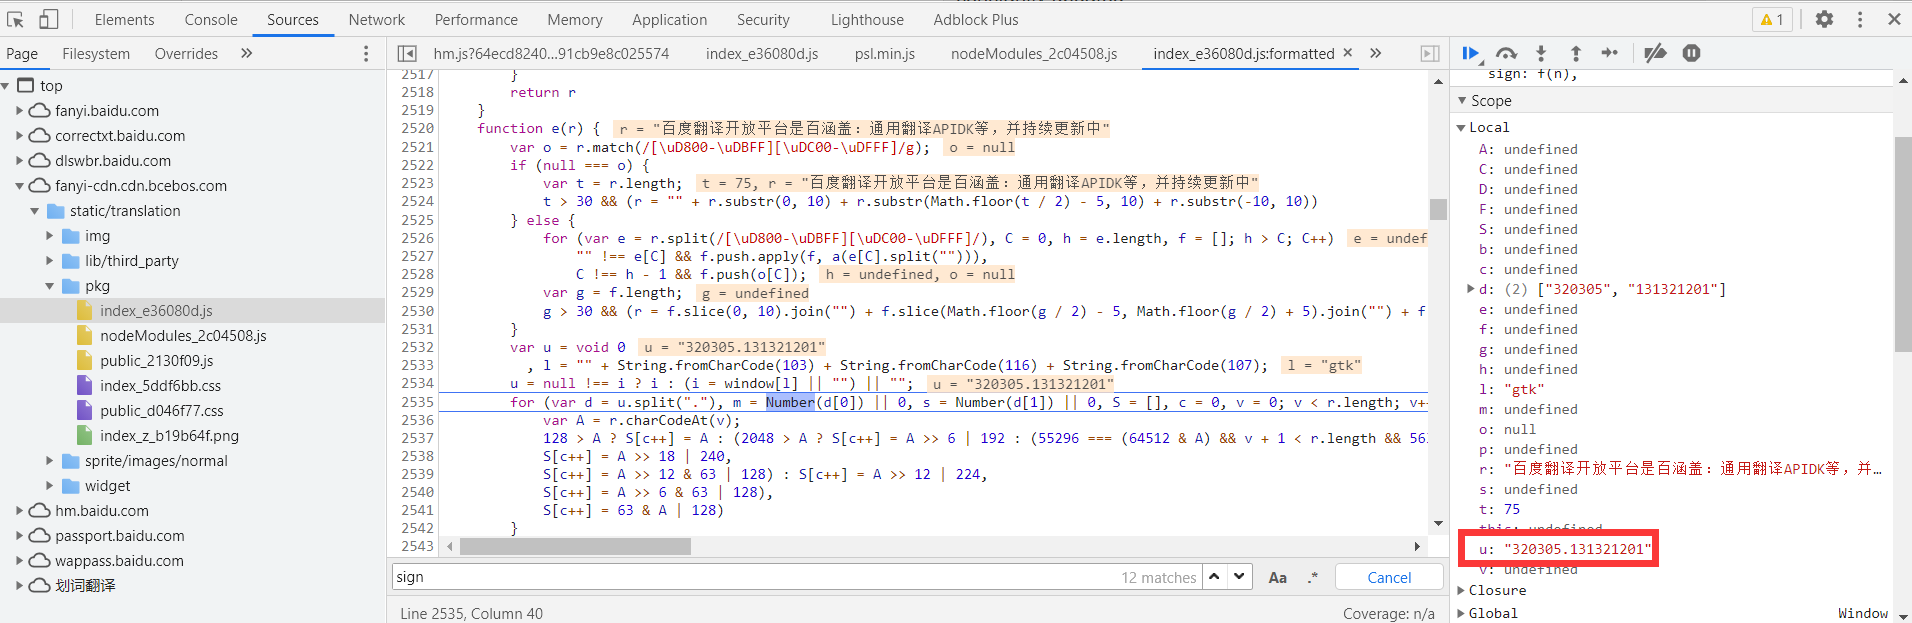 Elements Console Sources Network Performance Memory Application Security Lighthouse Adblock Plus 1
Page Filesystem Overrides
hm.js?64ecd8240...91cb9e8c025574 index_e36080d.js psl.min.js nodeModules_2c04508.js index_e36080d.js:formatted
top
fanyi.baidu.com
correctxt.baidu.com
dlswbr.baidu.com
fanyi-cdn.cdn.bcebos.com
static/translation
img
lib/third_party
pkg
index_e36080d.js
nodeModules_2c04508.js
public_2130f09.js
index_5ddf6bb.css
public_d046f77.css
index_z_b19b64f.png
sprite/images/normal
widget
hm.baidu.com
passport.baidu.com
wappass.baidu.com
划词翻译
2517 }
2518 return r
2519 }
2520 function e(r) { r = "百度翻译开放平台是百涵盖：通用翻译APIDK等，并持续更新中"
2521 var o = r.match(/[\uD800-\uDBFF][\uDC00-\uDFFF]/g); o = null
2522 if (null === o) {
2523 var t = r.length; t = 75, r = "百度翻译开放平台是百涵盖：通用翻译APIDK等，并持续更新中"
2524 t > 30 && (r = "" + r.substr(0, 10) + r.substr(Math.floor(t / 2) - 5, 10) + r.substr(-10, 10))
2525 } else {
2526 for (var e = r.split(/[\uD800-\uDBFF][\uDC00-\uDFFF]/), C = 0, h = e.length, f = []; h > C; C++) e = undef
2527 "" !== e[C] && f.push.apply(f, a(e[C].split(""))),
2528 C !== h - 1 && f.push(o[C]); h = undefined, o = null
2529 var g = f.length; g = undefined
2530 g > 30 && (r = f.slice(0, 10).join("") + f.slice(Math.floor(g / 2) - 5, Math.floor(g / 2) + 5).join("") + f
2531 }
2532 var u = void 0 u = "320305.131321201"
2533 , l = "" + String.fromCharCode(103) + String.fromCharCode(116) + String.fromCharCode(107); l = "gtk"
2534 u = null !== i ? i : (i = window[l] || "") || ""; u = "320305.131321201"
2535 for (var d = u.split("."), m = Number(d[0]) || 0, s = Number(d[1]) || 0, S = [], c = 0, v = 0; v < r.length; v+
2536 var A = r.charCodeAt(v);
2537 128 > A ? S[c++] = A : (2048 > A ? S[c++] = A >> 6 | 192 : (55296 === (64512 & A) && v + 1 < r.length && 56
2538 S[c++] = A >> 18 | 240,
2539 S[c++] = A >> 12 & 63 | 128) : S[c++] = A >> 12 | 224,
2540 S[c++] = A >> 6 & 63 | 128),
2541 S[c++] = 63 & A | 128)
2542 }
2543
sign 12 matches Aa .* Cancel
Line 2535, Column 40 Coverage: n/a
sign: f(n),
Scope
Local
A: undefined
C: undefined
D: undefined
F: undefined
S: undefined
b: undefined
c: undefined
d: (2) ["320305", "131321201"]
e: undefined
f: undefined
g: undefined
h: undefined
l: "gtk"
m: undefined
o: null
p: undefined
r: "百度翻译开放平台是百涵盖：通用翻译APIDK等，并…
s: undefined
t: 75
this: undefined
u: "320305.131321201"
v: undefined
Closure
Global Window